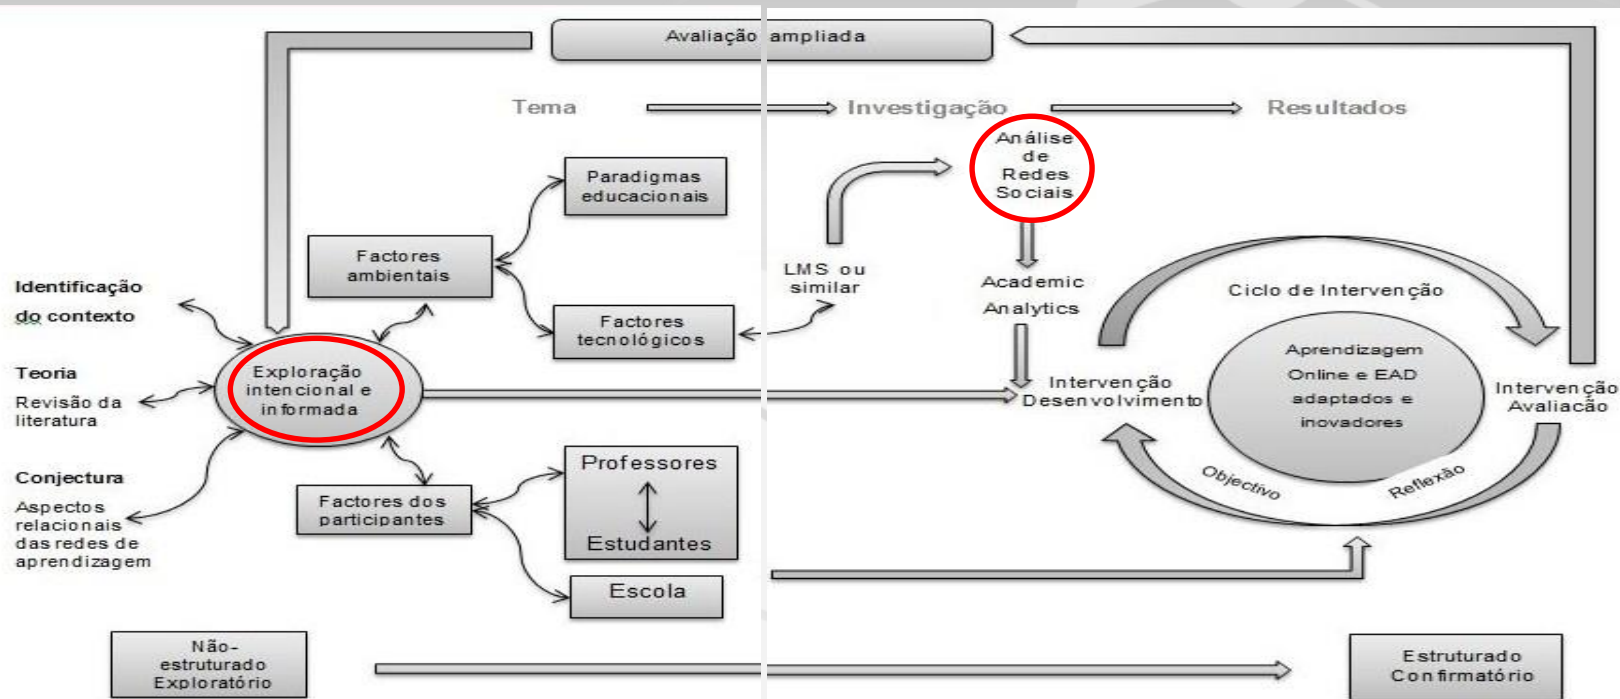 Avaliação ampliada
Tema
Investigação
Resultados
Análise
de
Redes
Sociais
Paradigmas
educacionais
Factores
ambientais
LMS ou
similar
Academic
Analytics
Ciclo de Intervenção
Identificação
do contexto
Factores
tecnológicos
Aprendizagem
Online e EAD
adaptados e
inovadores
Teoria
Revisão da
literatura
Exploração
intencional e
informada
Intervenção
Desenvolvimento
Intervenção
Avaliacão
Conjectura
Aspectos
relacionais
das redes de
aprendizagem
Factores dos
participantes
Professores
Estudantes
Escola
Objectivo
Reflexão
Não-
estruturado
Exploratório
Estruturado
Confirmatório